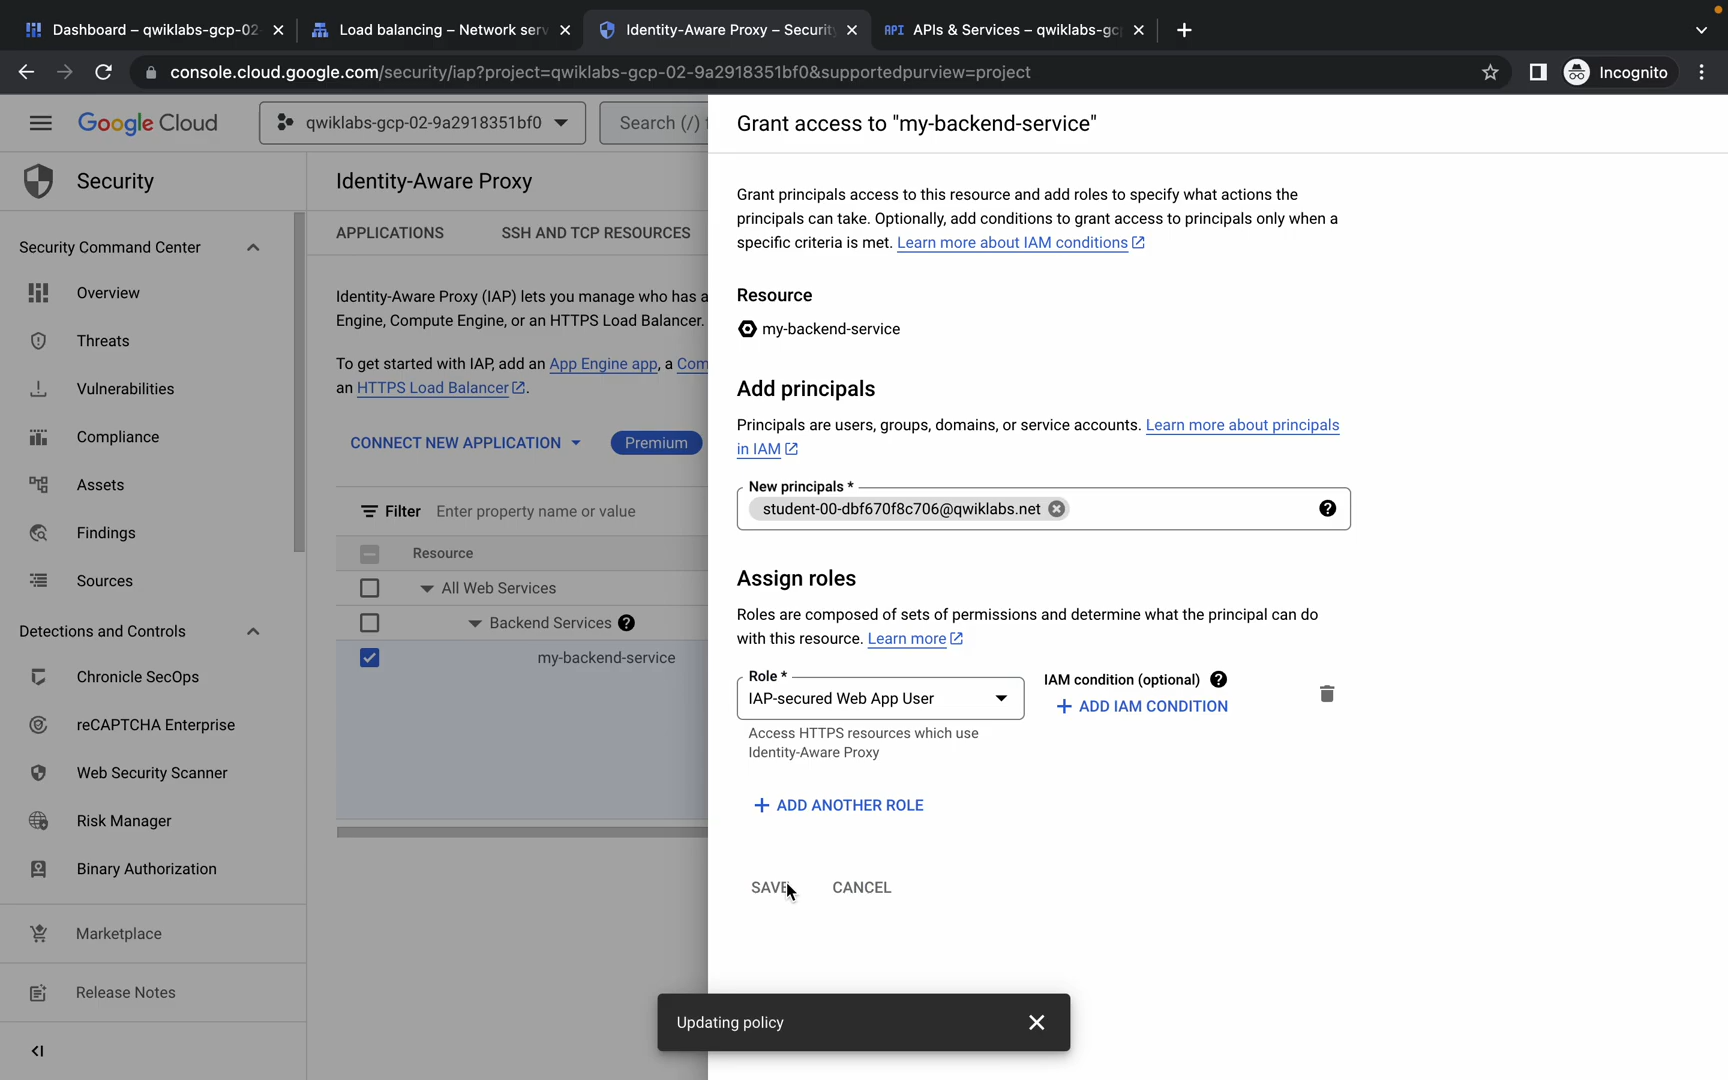 Dashboard – qwiklabs-gcp-02-
Load balancing – Network serv
Identity-Aware Proxy – Securit
API APIs & Services – qwiklabs-gc
console.cloud.google.com/security/iap?project=qwiklabs-gcp-02-9a2918351bf0&supportedpurview=project
Incognito
Google Cloud
qwiklabs-gcp-02-9a2918351bf0
Search (/)
Security
Security Command Center
Overview
Threats
Vulnerabilities
Compliance
Assets
Findings
Sources
Detections and Controls
Chronicle SecOps
reCAPTCHA Enterprise
Web Security Scanner
Risk Manager
Binary Authorization
Marketplace
Release Notes
Identity-Aware Proxy
APPLICATIONS
SSH AND TCP RESOURCES
Identity-Aware Proxy (IAP) lets you manage who has a
Engine, Compute Engine, or an HTTPS Load Balancer.
To get started with IAP, add an App Engine app, a Com
an HTTPS Load Balancer.
CONNECT NEW APPLICATION
Premium
Filter Enter property name or value
Resource
All Web Services
Backend Services
my-backend-service
Grant access to "my-backend-service"
Grant principals access to this resource and add roles to specify what actions the
principals can take. Optionally, add conditions to grant access to principals only when a
specific criteria is met. Learn more about IAM conditions
Resource
my-backend-service
Add principals
Principals are users, groups, domains, or service accounts. Learn more about principals
in IAM
New principals *
student-00-dbf670f8c706@qwiklabs.net
Assign roles
Roles are composed of sets of permissions and determine what the principal can do
with this resource. Learn more
Role *
IAP-secured Web App User
Access HTTPS resources which use
Identity-Aware Proxy
IAM condition (optional)
+ ADD IAM CONDITION
+ ADD ANOTHER ROLE
SAVE
CANCEL
Updating policy